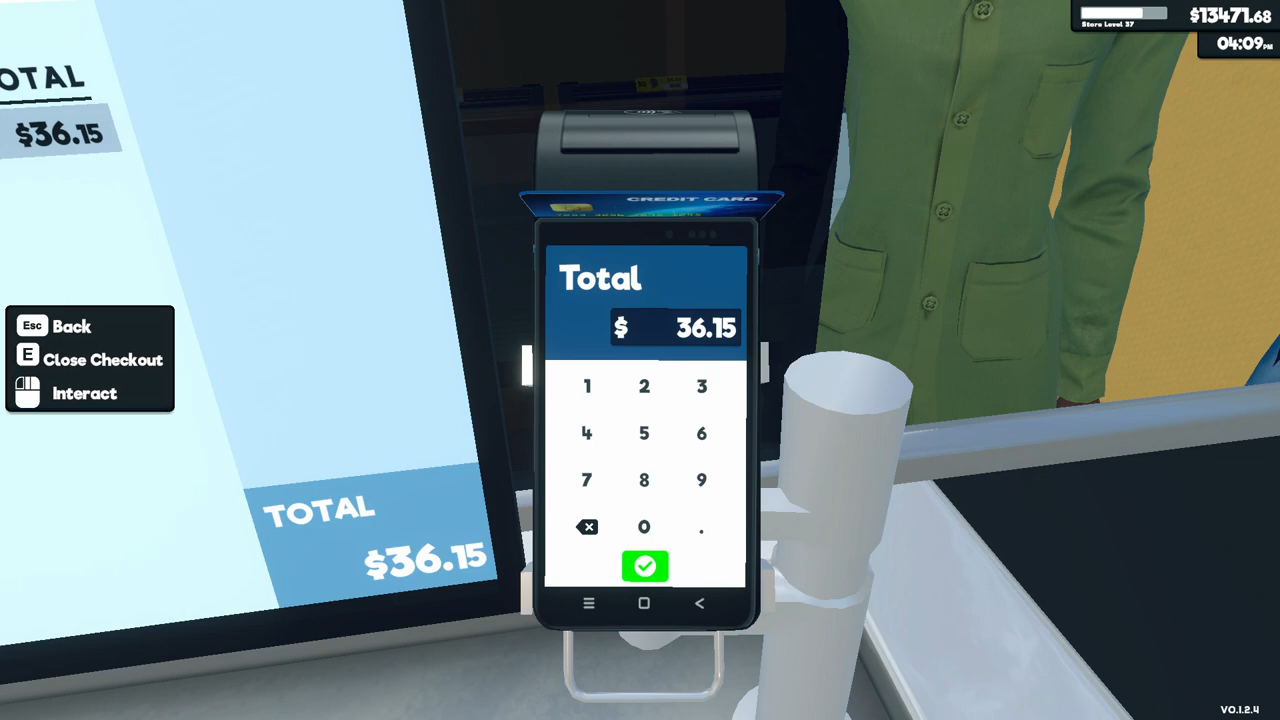 OTAL
$36.15
Esc Back
E Close Checkout
Interact
TOTAL
$36.15
CREDIT CARD
Total
$ 36.15
1 2 3
4 5 6
7 8 9
0 .
$13471.68
Store Level 37
04:09PM
V0.1.2.4